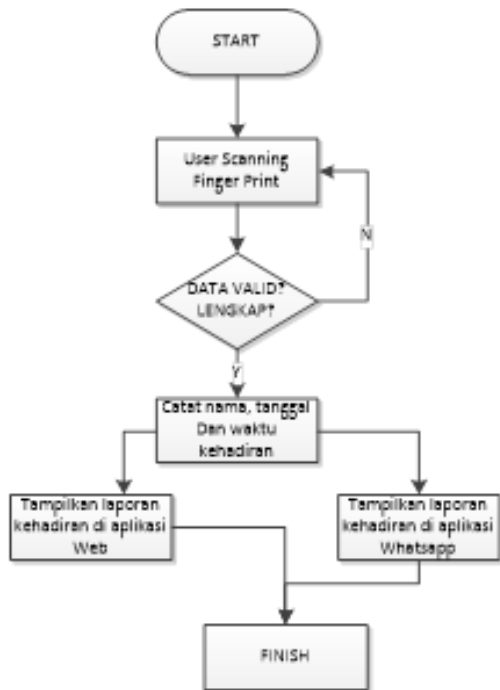 START
User Scanning
Finger Print
N
DATA VALID?
LENGKAP?
Y
Catat nama, tanggal
Dan waktu
kehadiran
Tampilkan laporan
kehadiran di aplikasi
Web
Tampilkan laporan
kehadiran di aplikasi
Whatsapp
FINISH